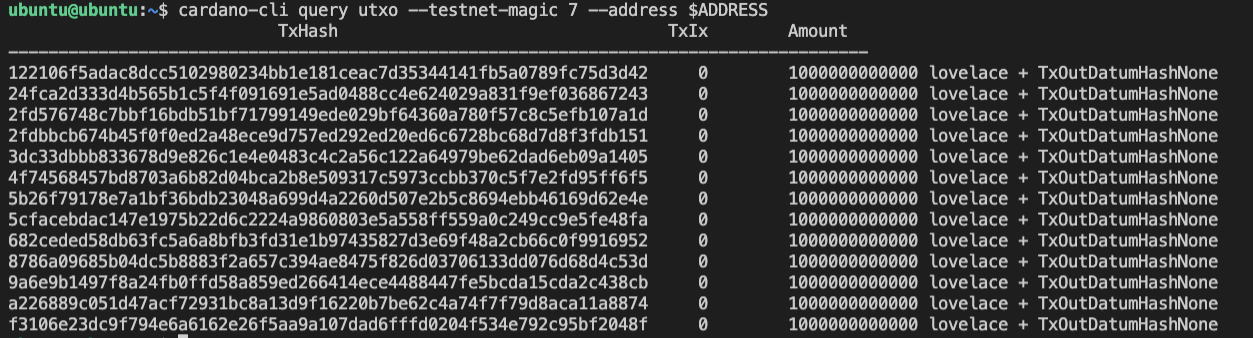 ubuntu@ubuntu:~$ cardano-cli query utxo --testnet-magic 7 --address $ADDRESS
TxHash TxIx Amount
--------------------------------------------------------------------------------------
122106f5adac8dcc5102980234bb1e181ceac7d35344141fb5a0789fc75d3d42 0 1000000000000 lovelace + TxOutDatumHashNone
24fca2d333d4b565b1c5f4f091691e5ad0488cc4e624029a831f9ef036867243 0 1000000000000 lovelace + TxOutDatumHashNone
2fd576748c7bbf16bdb51bf71799149ede029bf64360a780f57c8c5efb107a1d 0 1000000000000 lovelace + TxOutDatumHashNone
2fdbbcb674b45f0f0ed2a48ece9d757ed292ed20ed6c6728bc68d7d8f3fdb151 0 1000000000000 lovelace + TxOutDatumHashNone
3dc33dbbb833678d9e826c1e4e0483c4c2a56c122a64979be62dad6eb09a1405 0 1000000000000 lovelace + TxOutDatumHashNone
4f74568457bd8703a6b82d04bca2b8e509317c5973ccbb370c5f7e2fd95ff6f5 0 1000000000000 lovelace + TxOutDatumHashNone
5b26f79178e7a1bf36bdb23048a699d4a2260d507e2b5c8694ebb46169d62e4e 0 1000000000000 lovelace + TxOutDatumHashNone
5cfacebdac147e1975b22d6c2224a9860803e5a558ff559a0c249cc9e5fe48fa 0 1000000000000 lovelace + TxOutDatumHashNone
682ceded58db63fc5a6a8bfb3fd31e1b97435827d3e69f48a2cb66c0f9916952 0 1000000000000 lovelace + TxOutDatumHashNone
8786a09685b04dc5b8883f2a657c394ae8475f826d03706133dd076d68d4c53d 0 1000000000000 lovelace + TxOutDatumHashNone
9a6e9b1497f8a24fb0ffd58a859ed266414ece4488447fe5bcda15cda2c438cb 0 1000000000000 lovelace + TxOutDatumHashNone
a226889c051d47acf72931bc8a13d9f16220b7be62c4a74f7f79d8aca11a8874 0 1000000000000 lovelace + TxOutDatumHashNone
f3106e23dc9f794e6a6162e26f5aa9a107dad6fffd0204f534e792c95bf2048f 0 1000000000000 lovelace + TxOutDatumHashNone